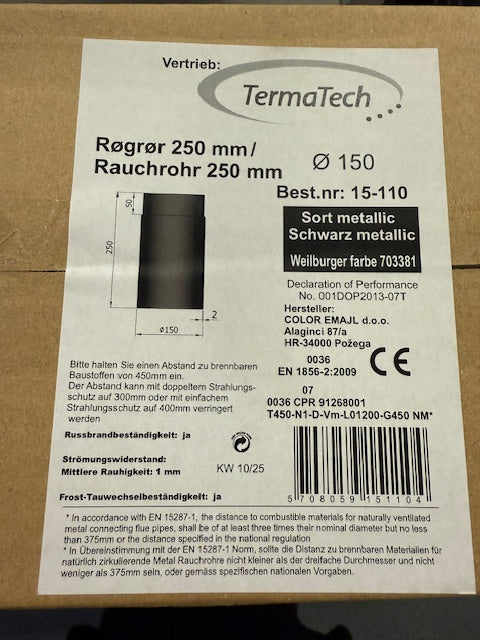 Vertrieb:
TermaTech
Røgrør 250 mm/
Rauchrohr 250 mm
Ø 150
Best.nr: 15-110
50
250
2
Ø150
Sort metallic
Schwarz metallic
Weilburger farbe 703381
Declaration of Performance
No. 001DOP2013-07T
Hersteller:
COLOR EMAJL d.o.o.
Alaginci 87/a
HR-34000 Požega
0036
EN 1856-2:2009
CE
07
0036 CPR 91268001
T450-N1-D-Vm-L01200-G450 NM*
Bitte halten Sie einen Abstand zu brennbaren
Baustoffen von 450mm ein.
Der Abstand kann mit doppeltem Strahlungs-
schutz auf 300mm oder mit einfachem
Strahlungsschutz auf 400mm verringert
werden
Russbrandbeständigkeit: ja
Strömungswiderstand:
Mittlere Rauhigkeit: 1 mm
KW 10/25
Frost-Tauwechselbeständigkeit: ja
5 708059 151104
* In accordance with EN 15287-1, the distance to combustible materials for naturally ventilated
metal connecting flue pipes, shall be of at least three times their nominal diameter but no less
than 375mm or the distance specified in the national regulation
* In Übereinstimmung mit der EN 15287-1 Norm, sollte die Distanz zu brennbaren Materialien für
natürlich zirkulierende Metal Rauchrohre nicht kleiner als der dreifache Durchmesser und nicht
weniger als 375mm sein, oder gemäss spezifischen nationalen Vorgaben.